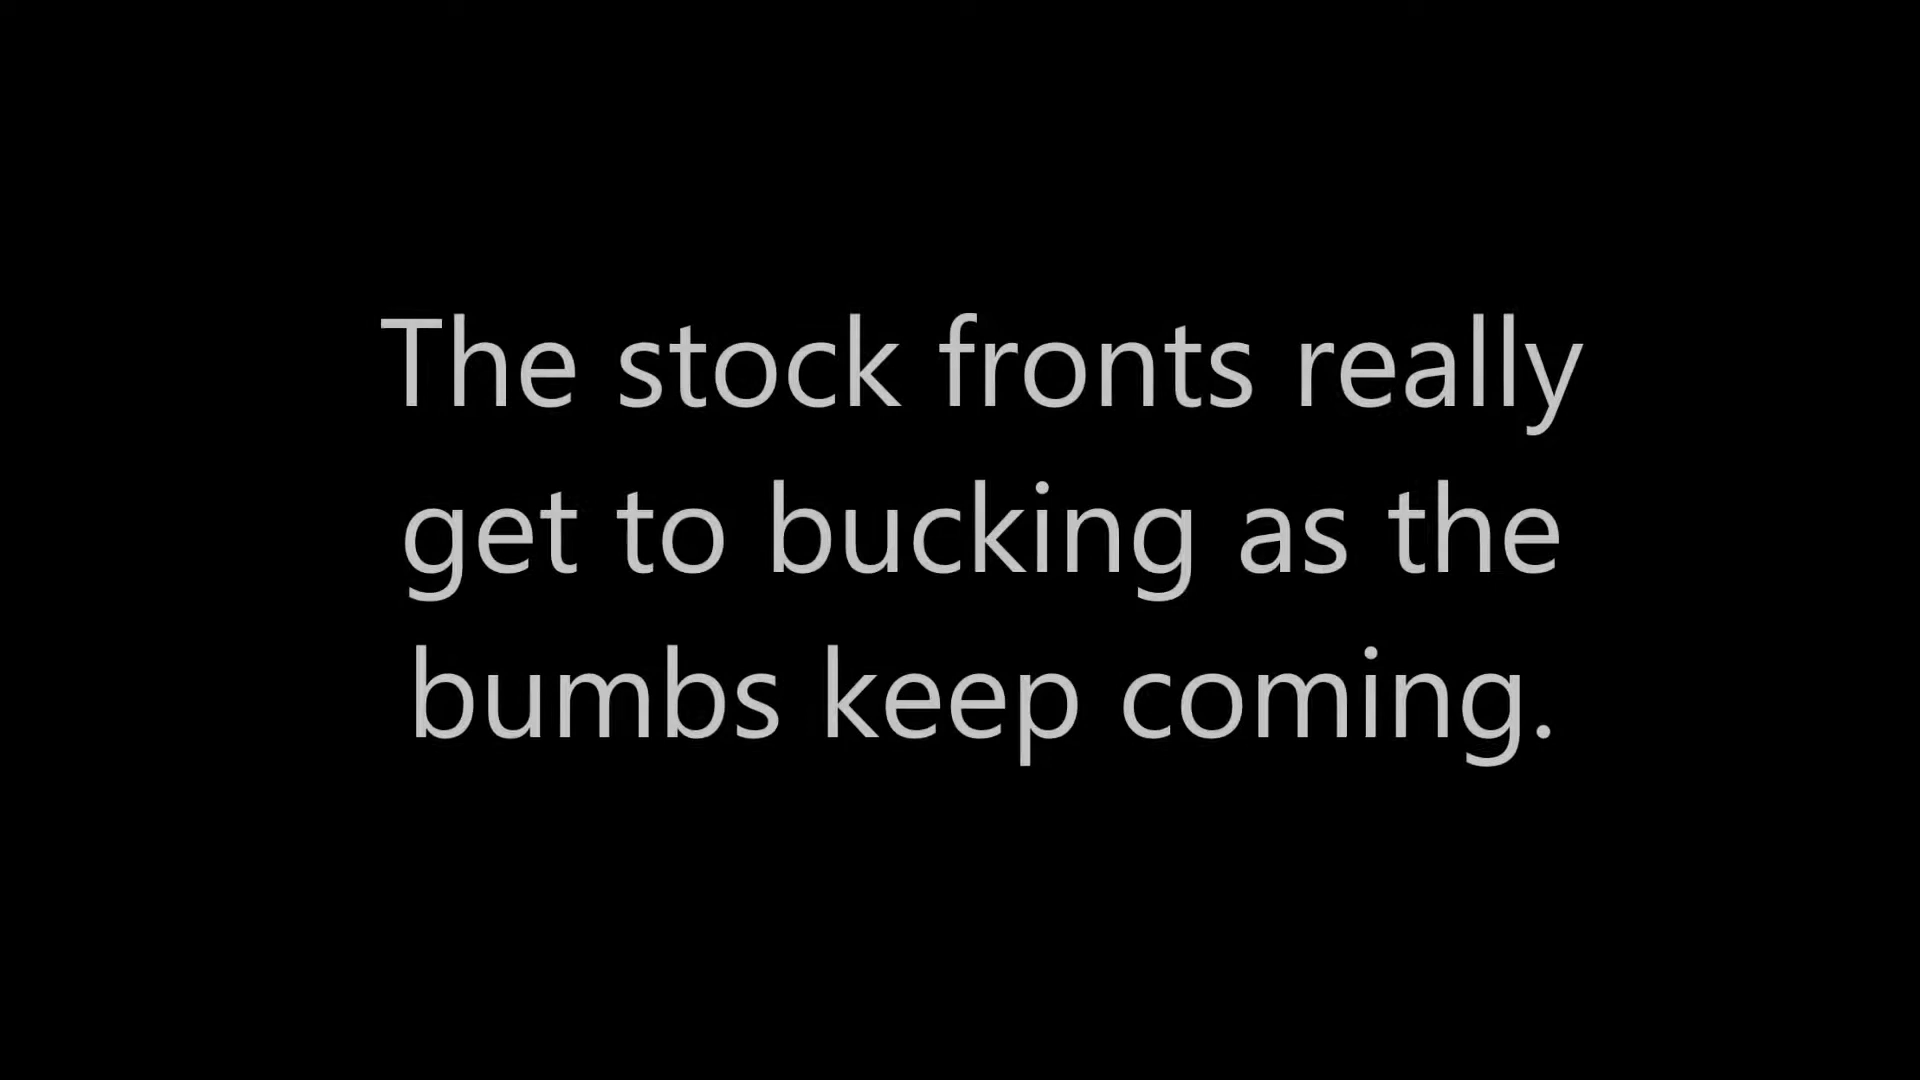 The stock fronts really
get to bucking as the
bumbs keep coming.